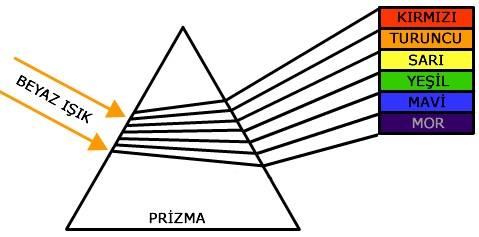 BEYAZ IŞIK
KIRMIZI
TURUNCU
SARI
YEŞİL
MAVİ
MOR
PRİZMA